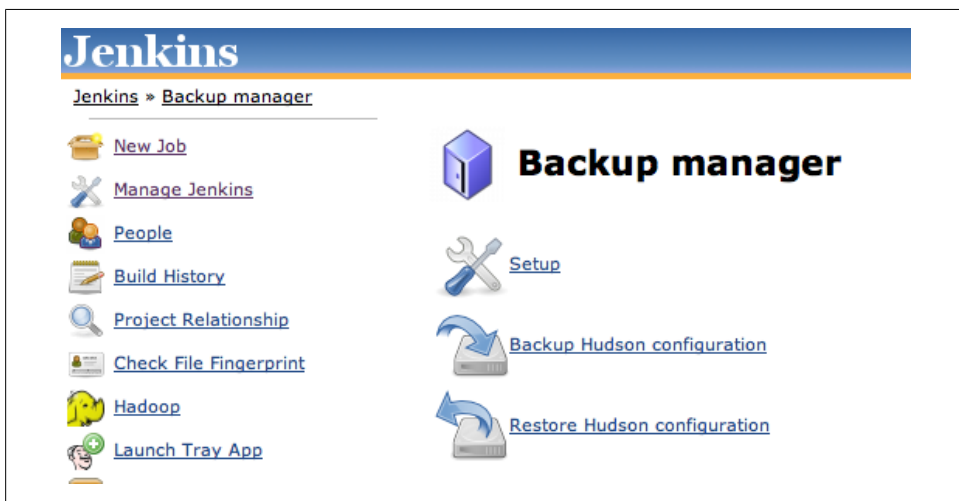 Jenkins
Jenkins » Backup manager
New Job
Manage Jenkins
People
Build History
Project Relationship
Check File Fingerprint
Hadoop
Launch Tray App
Backup manager
Setup
Backup Hudson configuration
Restore Hudson configuration